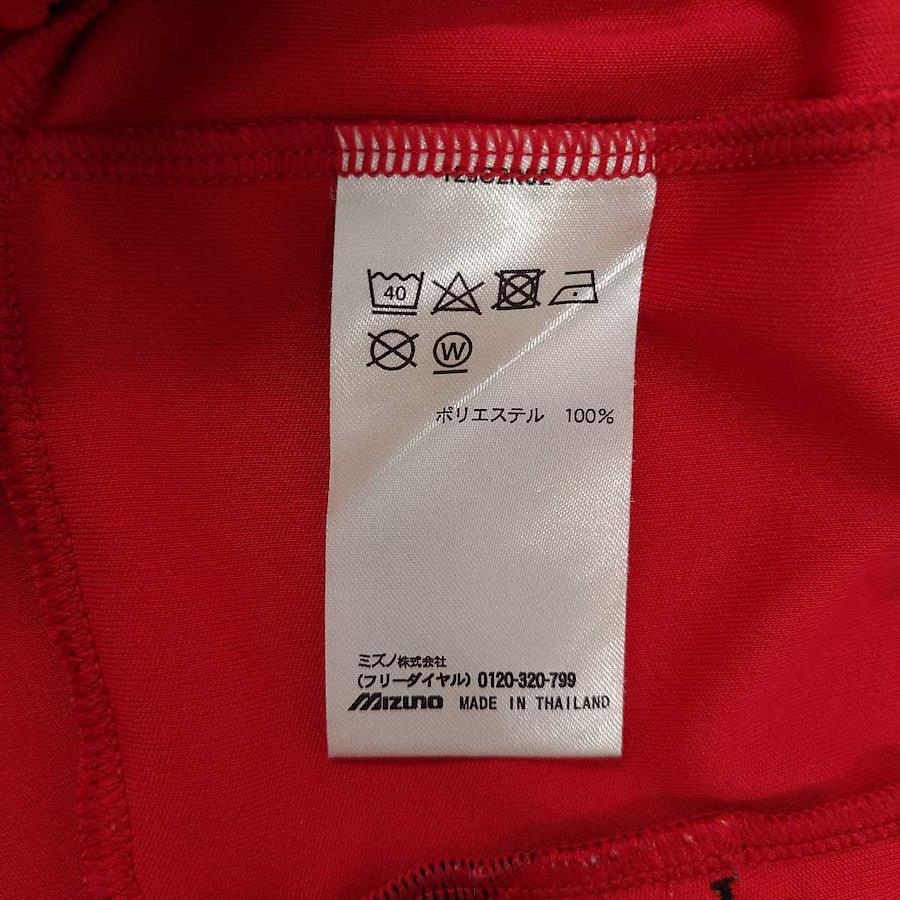 40
W
ポリエステル 100%
ミズノ株式会社
(フリーダイヤル) 0120-320-799
MIZUNO MADE IN THAILAND